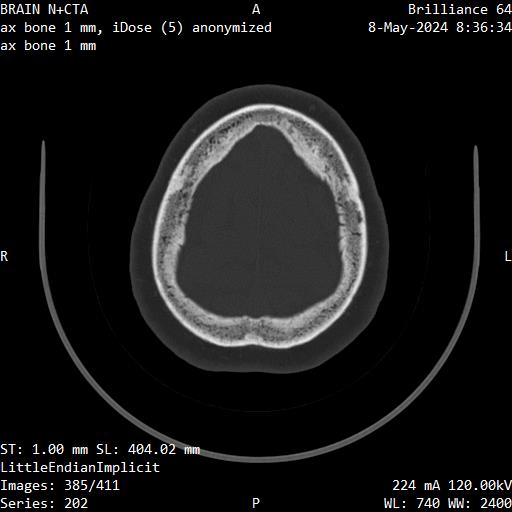 BRAIN N+CTA
A
Brilliance 64
ax bone 1 mm, iDose (5) anonymized
8-May-2024 8:36:34
ax bone 1 mm
R
L
ST: 1.00 mm SL: 404.02 mm
LittleEndianImplicit
Images: 385/411
224 mA 120.00kV
Series: 202
P
WL: 740 WW: 2400